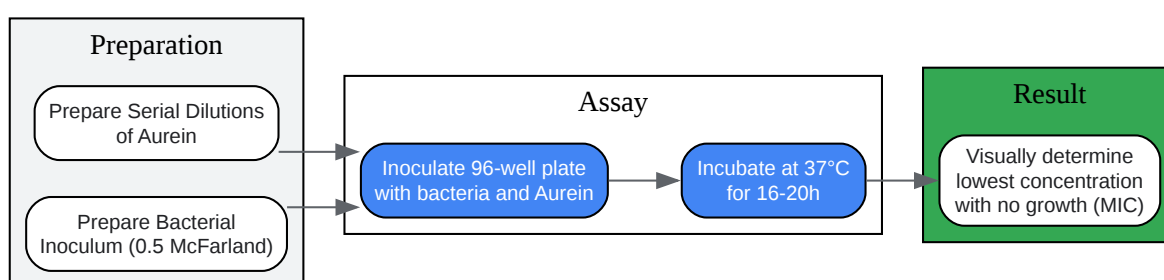 Preparation
Prepare Serial Dilutions
of Aurein
Prepare Bacterial
Inoculum (0.5 McFarland)
Assay
Inoculate 96-well plate
with bacteria and Aurein
Incubate at 37°C
for 16-20h
Result
Visually determine
lowest concentration
with no growth (MIC)